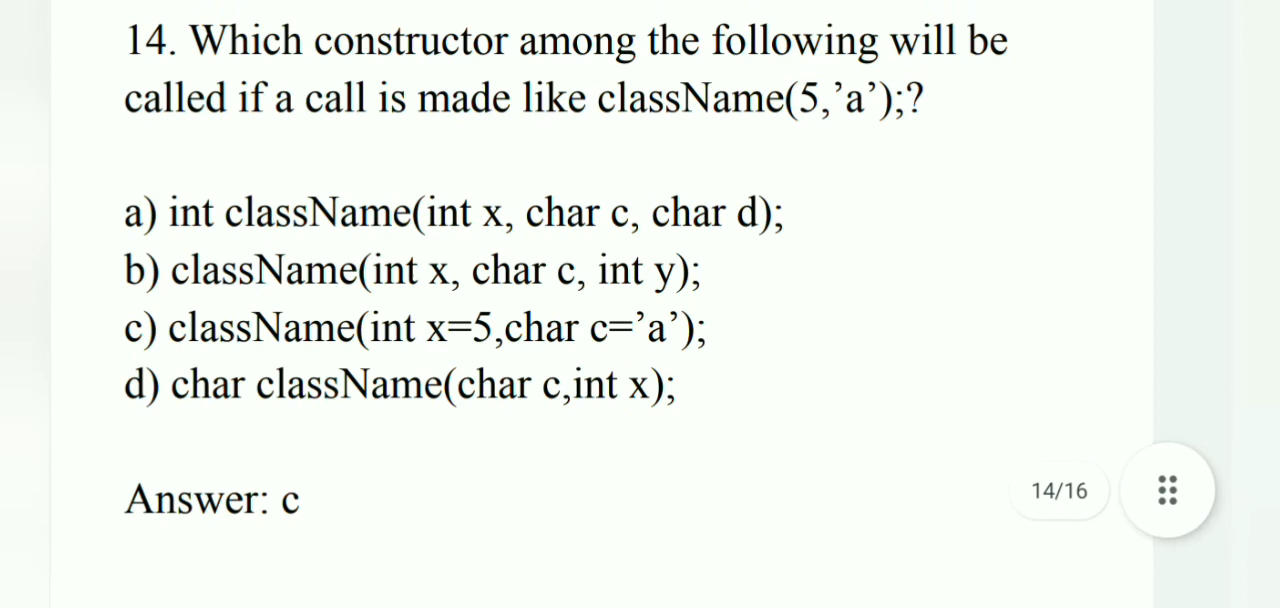 14. Which constructor among the following will be
called if a call is made like className(5,’a’);?
a) int className(int x, char c, char d);
b) className(int x, char c, int y);
c) className(int x=5,char c=’a’);
d) char className(char c,int x);
Answer: c
14/16